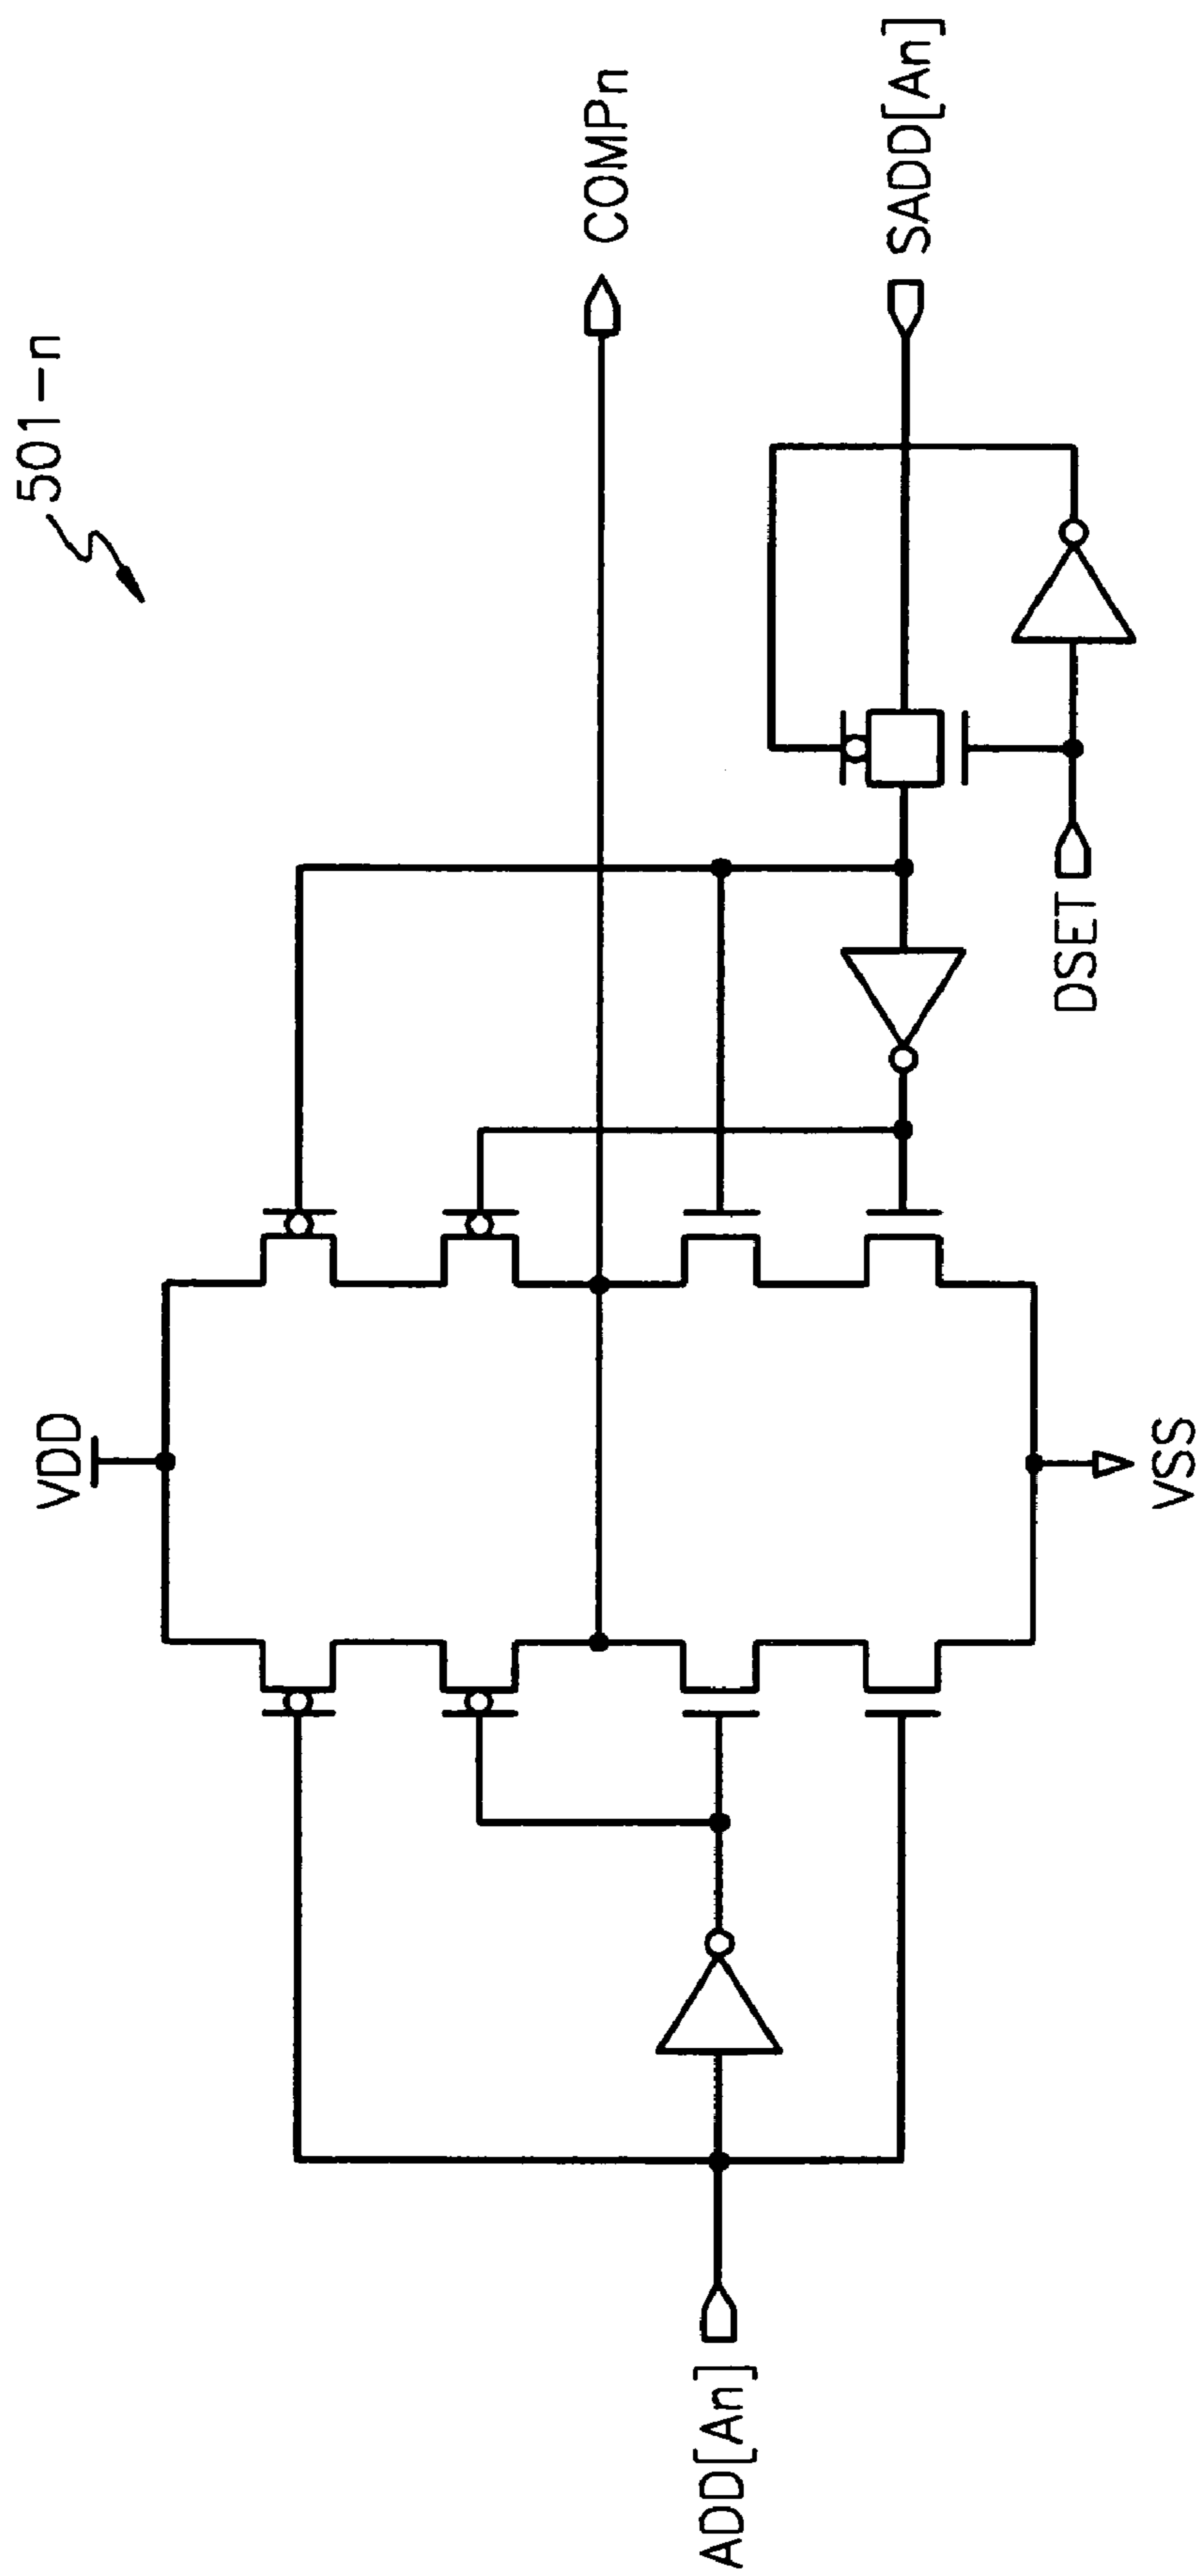 501-n
VDD
COMPn
ADD[An]
SADD[An]
DSET
VSS